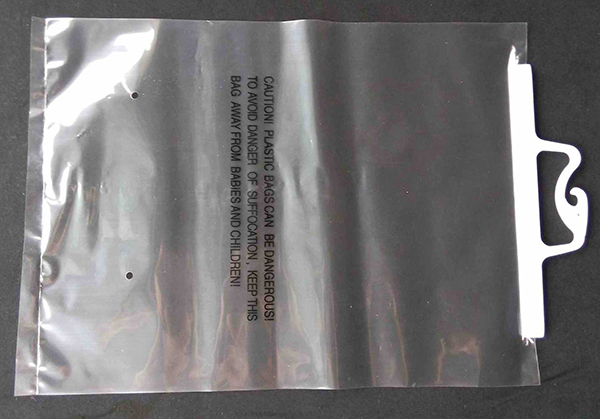 CAUTION! PLASTIC BAGS CAN BE DANGEROUS!
TO AVOID DANGER OF SUFFOCATION, KEEP THIS
BAG AWAY FROM BABIES AND CHILDREN!